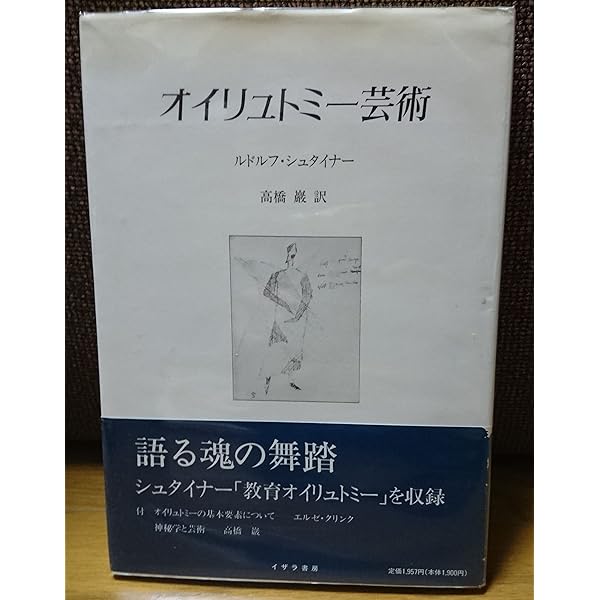 オイリュトミー芸術
ルドルフ・シュタイナー
高橋 巖 訳
語る魂の舞踏
シュタイナー「教育オイリュトミー」を収録
付 オイリュトミーの基本要素について──エルゼ・クリンク
神秘学と芸術──高橋 巖
イザラ書房
定価1,957円(本体1,900円)